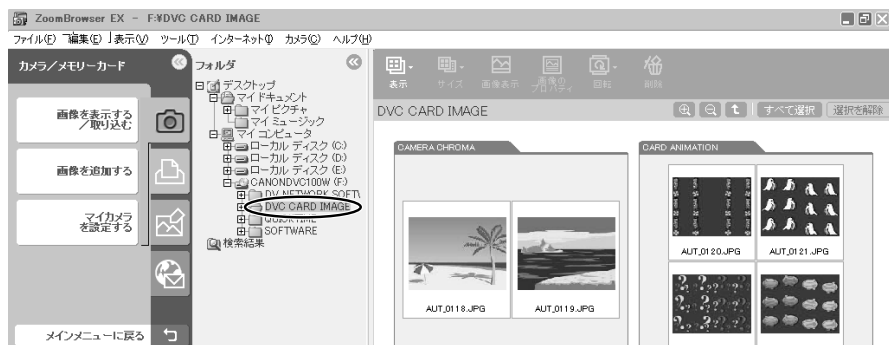 ZoomBrowser EX - F:¥DVC CARD IMAGE
ファイル(F) 編集(E) 表示(V) ツール(T) インターネット(I) カメラ(C) ヘルプ(H)
カメラ／メモリーカード
画像を表示する
／取り込む
画像を追加する
マイカメラ
を設定する
メインメニューに戻る
フォルダ
デスクトップ
マイ ドキュメント
マイ ピクチャ
マイ ミュージック
マイ コンピュータ
ローカル ディスク (C:)
ローカル ディスク (D:)
ローカル ディスク (E:)
CANONDVC100W (F:)
DV NETWORK SOFT
DVC CARD IMAGE
QUICKTIME
SOFTWARE
検索結果
表示 サイズ 画像表示 画像の プロパティ 回転 削除
DVC CARD IMAGE
すべて選択 選択を解除
CAMERA CHROMA
AUT_0118.JPG AUT_0119.JPG
CARD ANIMATION
AUT_0120.JPG AUT_0121.JPG